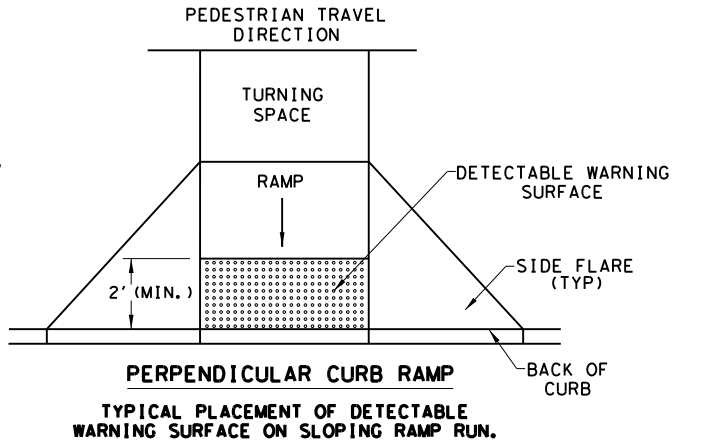 PEDESTRIAN TRAVEL
DIRECTION
TURNING
SPACE
RAMP
DETECTABLE WARNING
SURFACE
SIDE FLARE
(TYP)
2' (MIN.)
BACK OF
CURB
PERPENDICULAR CURB RAMP
TYPICAL PLACEMENT OF DETECTABLE
WARNING SURFACE ON SLOPING RAMP RUN.